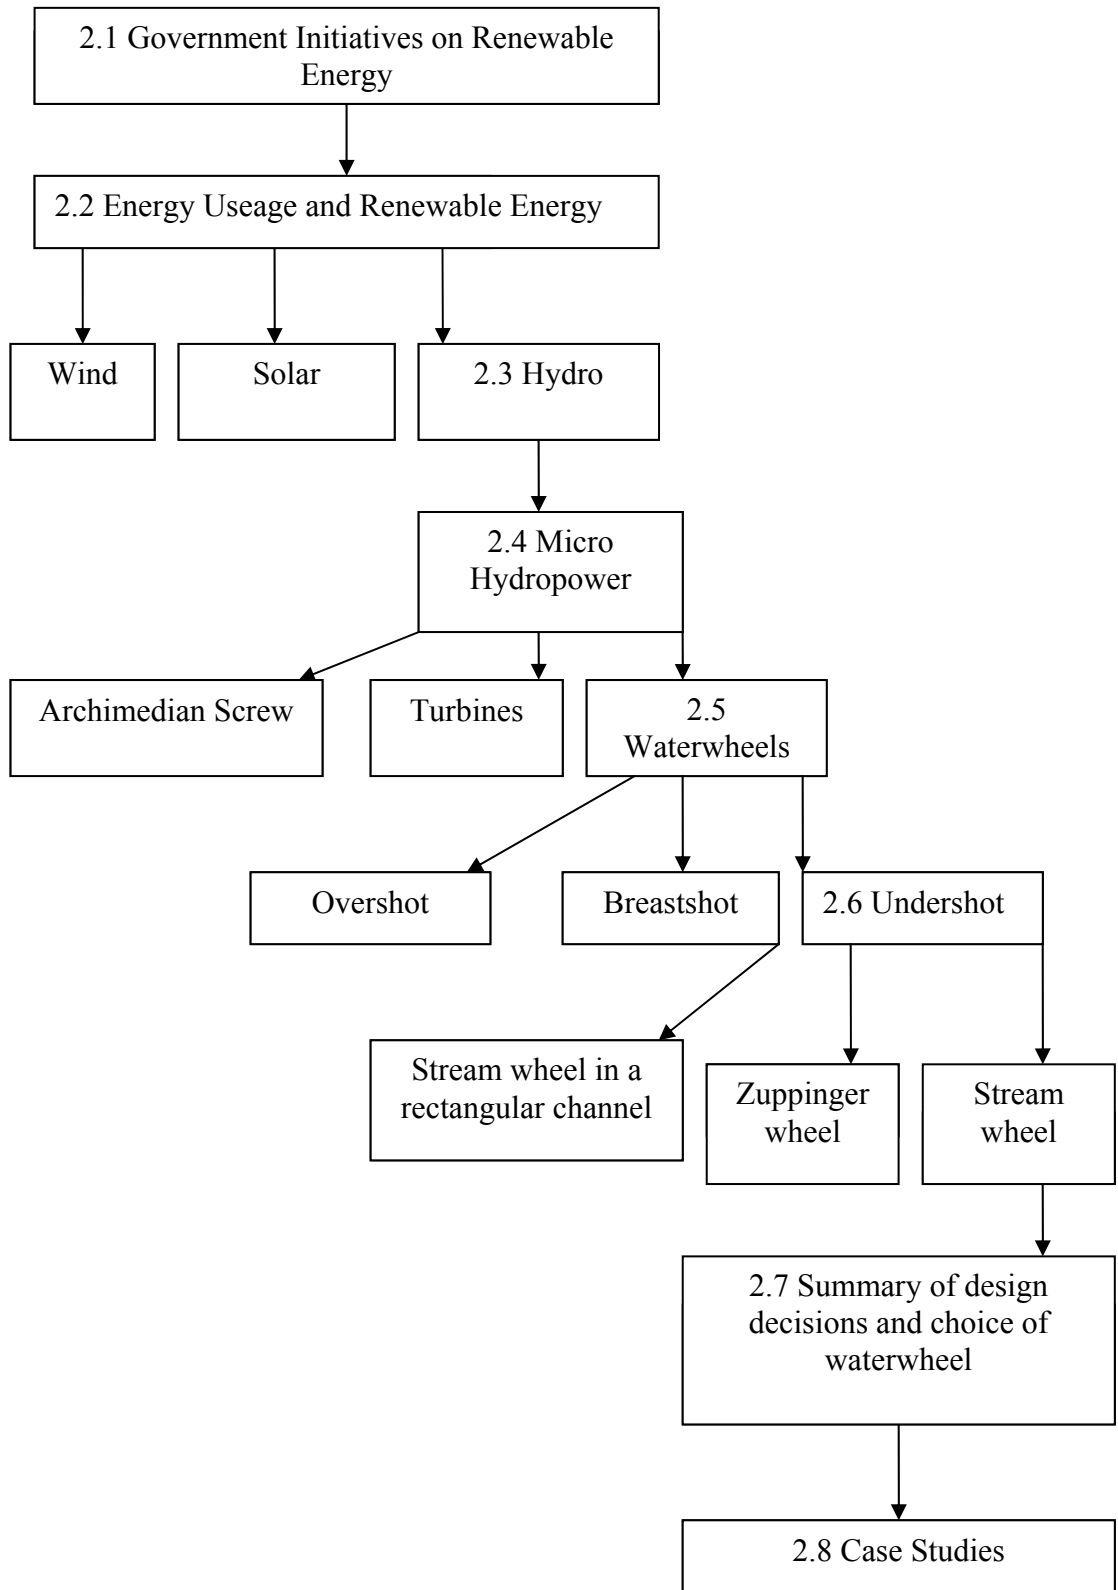 2.1 Government Initiatives on Renewable
Energy
2.2 Energy Useage and Renewable Energy
Wind
Solar
2.3 Hydro
2.4 Micro
Hydropower
Archimedian Screw
Turbines
2.5
Waterwheels
Overshot
Breastshot
2.6 Undershot
Stream wheel in a
rectangular channel
Zuppinger
wheel
Stream
wheel
2.7 Summary of design
decisions and choice of
waterwheel
2.8 Case Studies